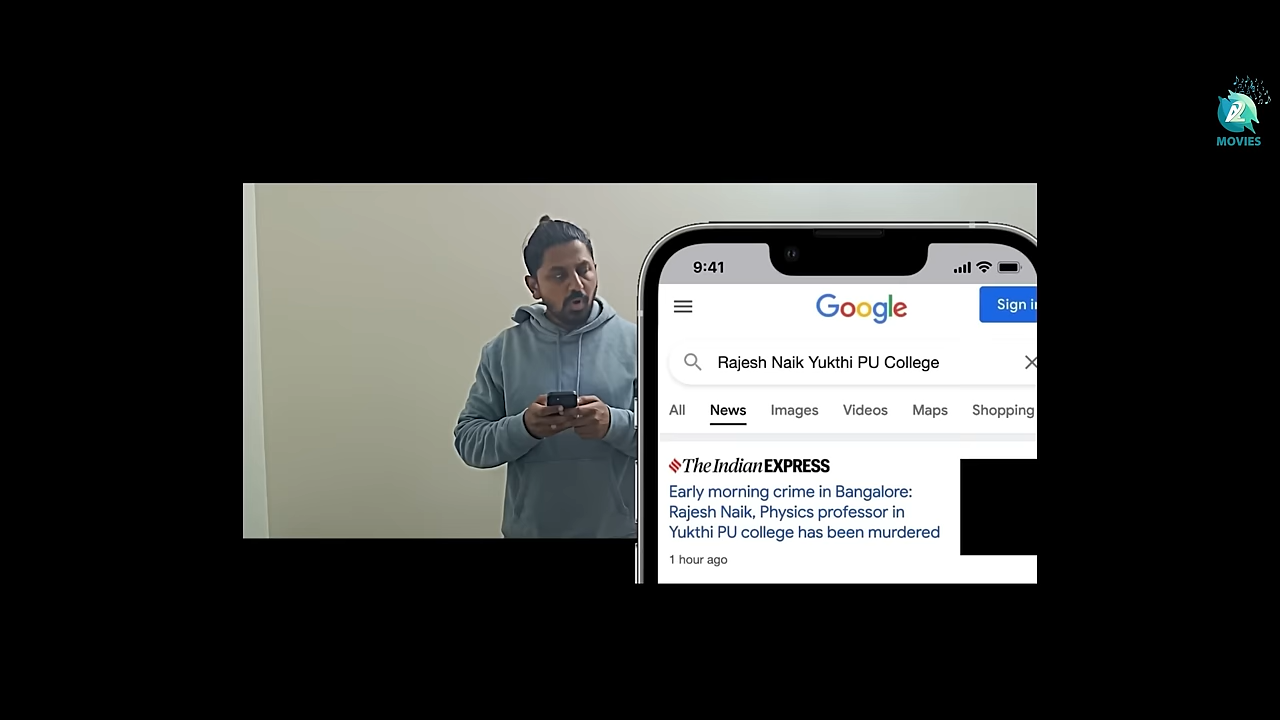 2
MOVIES
9:41
Google
Sign i
Rajesh Naik Yukthi PU College
All News Images Videos Maps Shopping
The Indian EXPRESS
Early morning crime in Bangalore:
Rajesh Naik, Physics professor in
Yukthi PU college has been murdered
1 hour ago